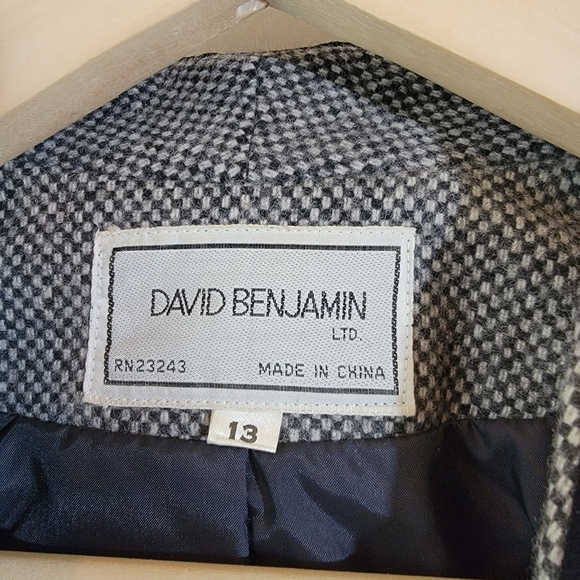 DAVID BENJAMIN
LTD.
RN23243 MADE IN CHINA
13